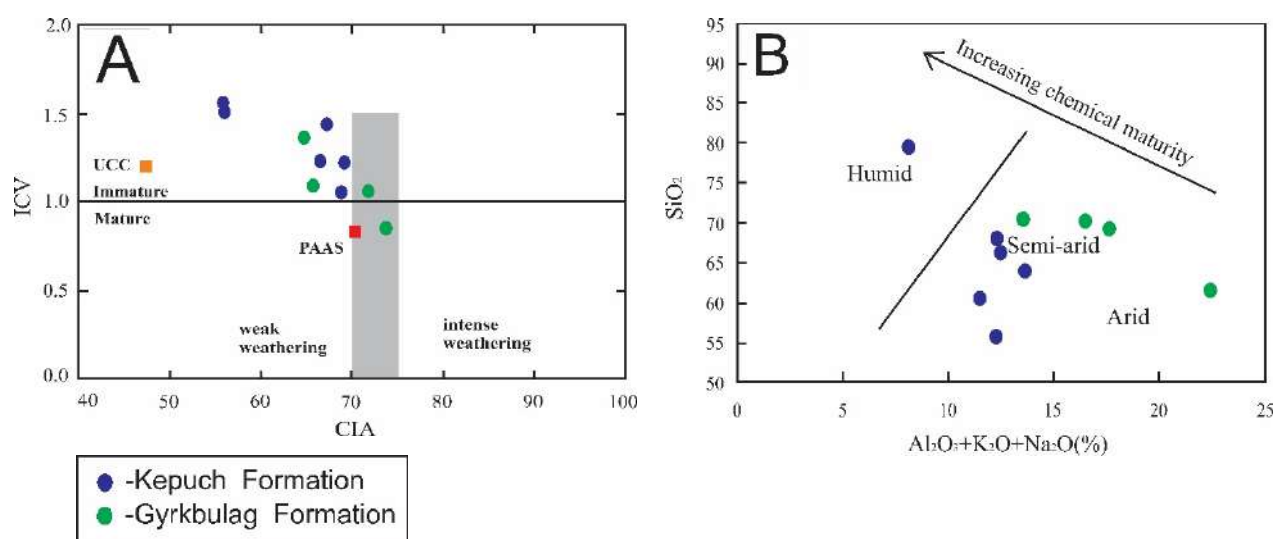 A
2.0
1.5
1.0
0.5
0.0
ICV
UCC
Immature
Mature
PAAS
weak
weathering
intense
weathering
40
50
60
70
80
90
100
CIA
B
95
90
85
80
75
70
65
60
55
50
SiO₂
Increasing chemical maturity
Humid
Semi-arid
Arid
0
5
10
15
20
25
Al₂O₃+K₂O+Na₂O(%)
-Kepuch Formation
-Gyrkbulag Formation